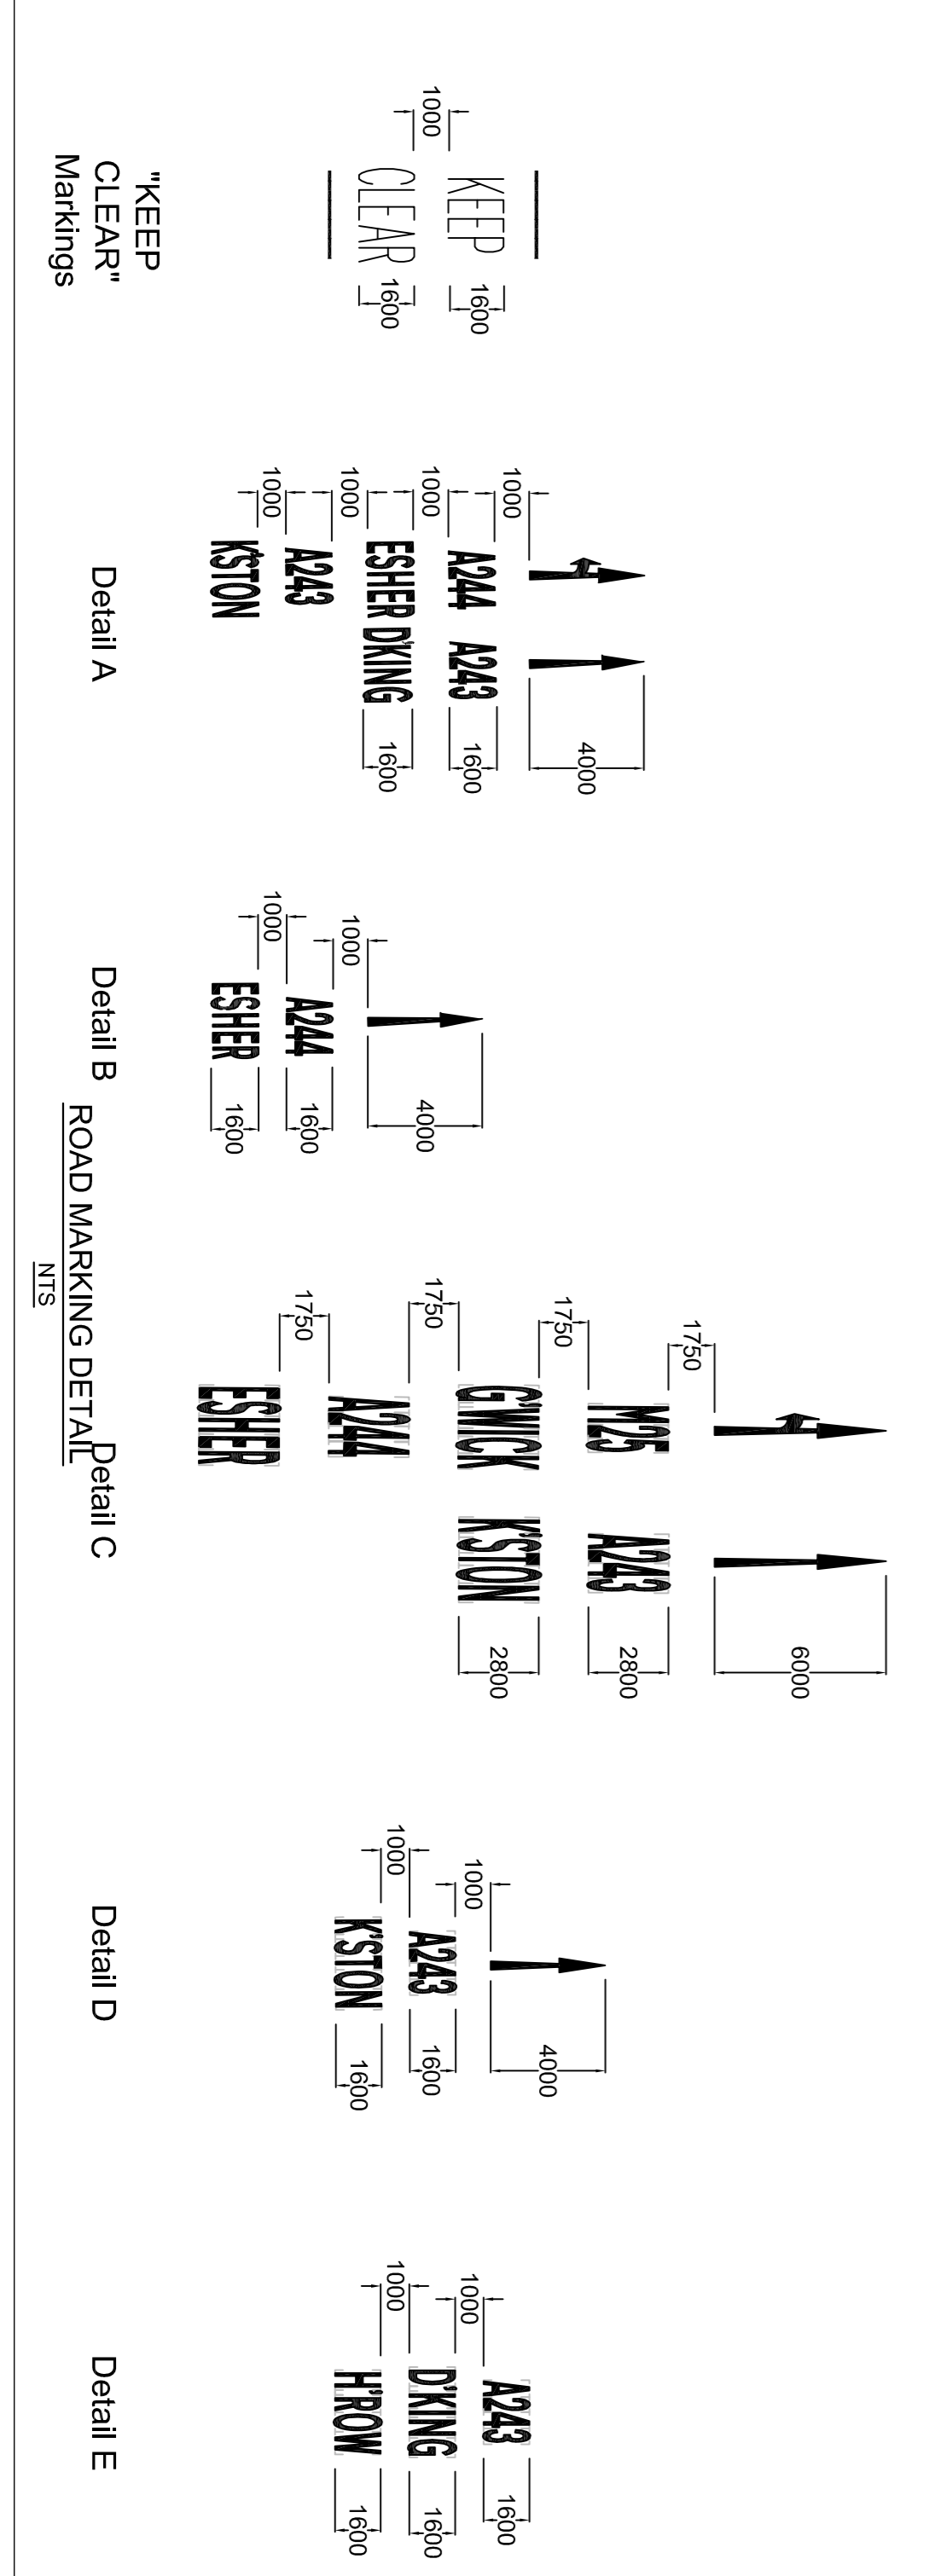 1000
KEEP
1600
CLEAR
1600
"KEEP
CLEAR"
Markings
1000
1000
1000
1000
4000
A244 A243
1600
ESHER D'KING
1600
A243
K'STON
Detail A
1000
1000
4000
A244
1600
ESHER
1600
Detail B
1750
1750
1750
1750
6000
M25 A243
2800
G'WICK K'STON
2800
A244
ESHER
Detail C
1000
1000
4000
A243
1600
K'STON
1600
Detail D
1000
1000
A243
1600
D'KING
1600
H'ROW
1600
Detail E
ROAD MARKING DETAIL
NTS